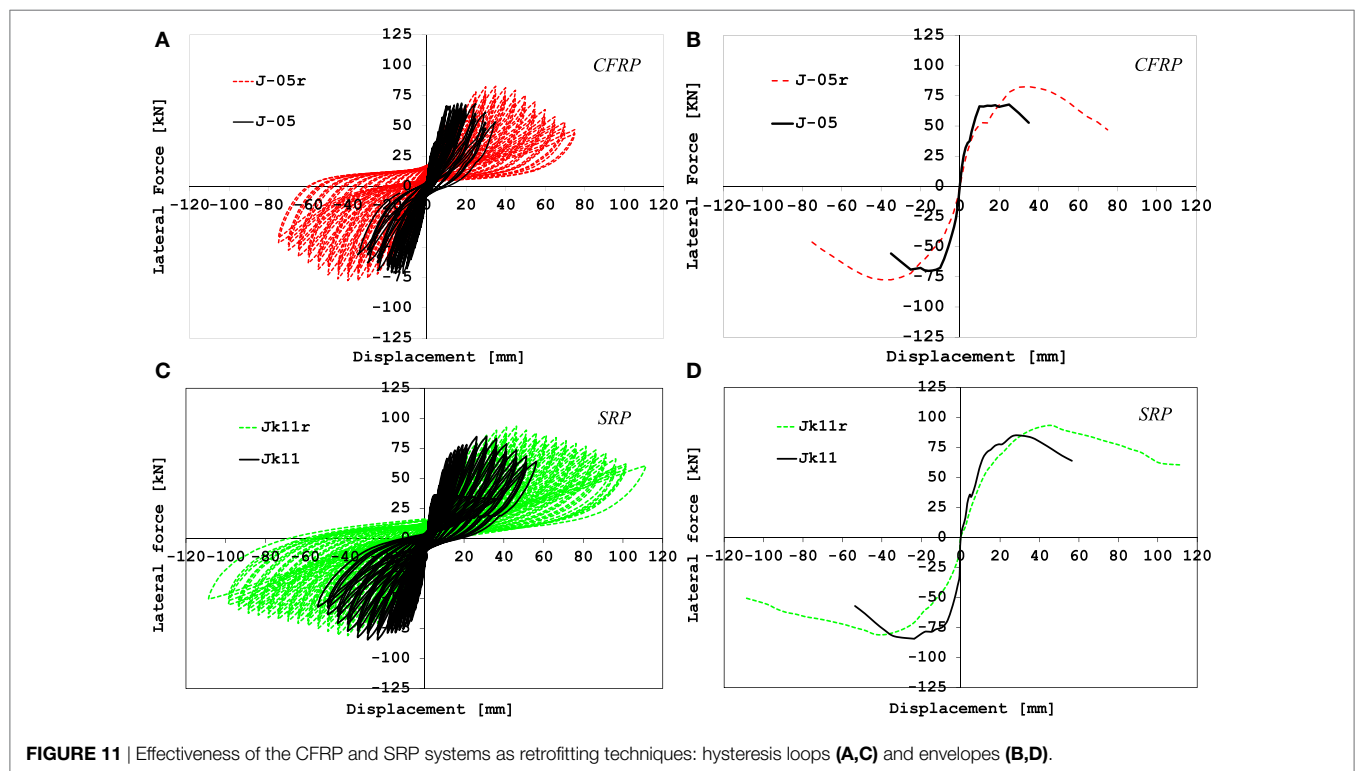 A
125
100
75
50
25
0
-25
-50
-75
-100
-125
-120-100 -80 -60 -40 -20 0 20 40 60 80 100 120
Lateral Force [kN]
Displacement [mm]
CFRP
J-05r
J-05
B
125
100
75
50
25
0
-25
-50
-75
-100
-125
-120 -100 -80 -60 -40 -20 0 20 40 60 80 100 120
Lateral Force [KN]
Displacement [mm]
CFRP
J-05r
J-05
C
125
100
75
50
25
0
-75
-100
-125
-120 -100 -80 -60 -40 0 20 40 60 80 100 120
Lateral force [kN]
Displacement [mm]
SRP
Jk11r
Jk11
D
125
100
75
50
25
0
-25
-50
-75
-100
-125
-120 -100 -80 -60 -40 -20 0 20 40 60 80 100 120
Lateral force [kN]
Displacement [mm]
SRP
Jk11r
Jk11
FIGURE 11 | Effectiveness of the CFRP and SRP systems as retrofitting techniques: hysteresis loops (A,C) and envelopes (B,D).